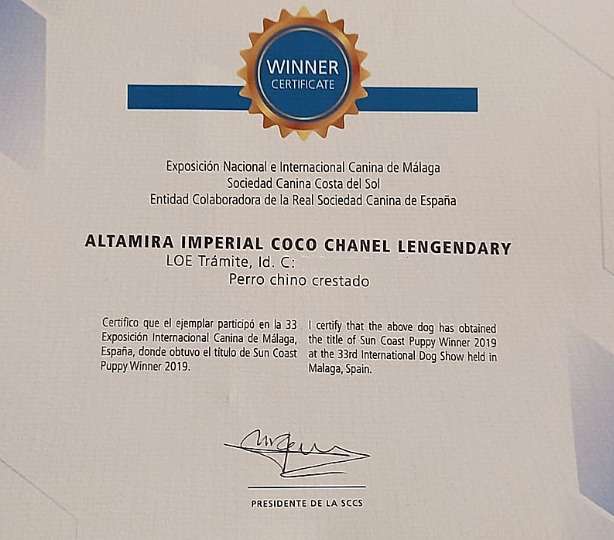 WINNER
CERTIFICATE
Exposición Nacional e Internacional Canina de Málaga
Sociedad Canina Costa del Sol
Entidad Colaboradora de la Real Sociedad Canina de España
ALTAMIRA IMPERIAL COCO CHANEL LENGENDARY
LOE Trámite, Id. C:
Perro chino crestado
Certifico que el ejemplar participó en la 33
Exposición Internacional Canina de Málaga,
España, donde obtuvo el título de Sun Coast
Puppy Winner 2019.
I certify that the above dog has obtained
the title of Sun Coast Puppy Winner 2019
at the 33rd International Dog Show held in
Malaga, Spain.
PRESIDENTE DE LA SCCS